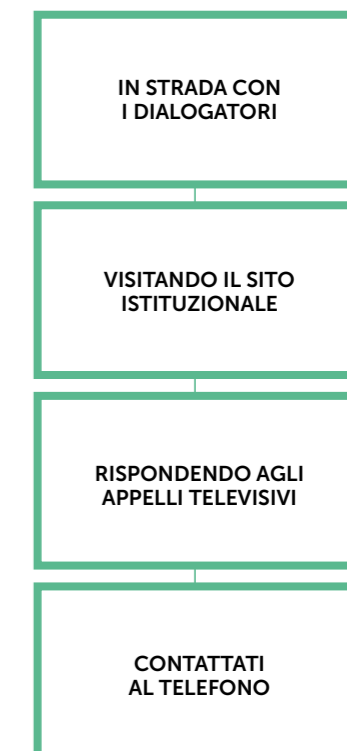 IN STRADA CON
I DIALOGATORI
VISITANDO IL SITO
ISTITUZIONALE
RISPONDENDO AGLI
APPELLI TELEVISIVI
CONTATTATI
AL TELEFONO